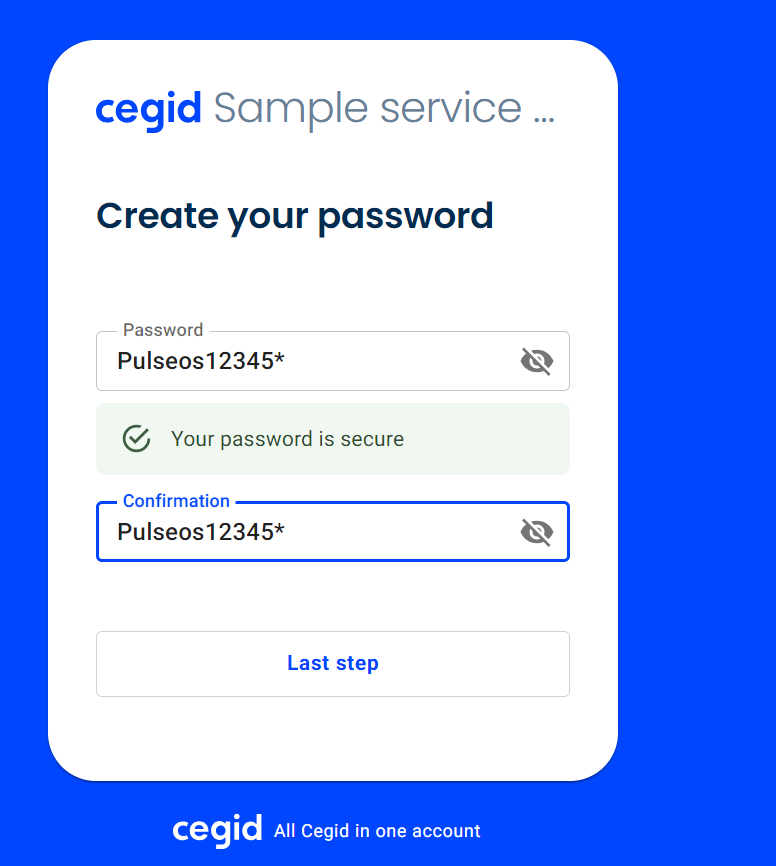 cegid Sample service ...
Create your password
Password
Pulseos12345*
Your password is secure
Confirmation
Pulseos12345*
Last step
cegid All Cegid in one account